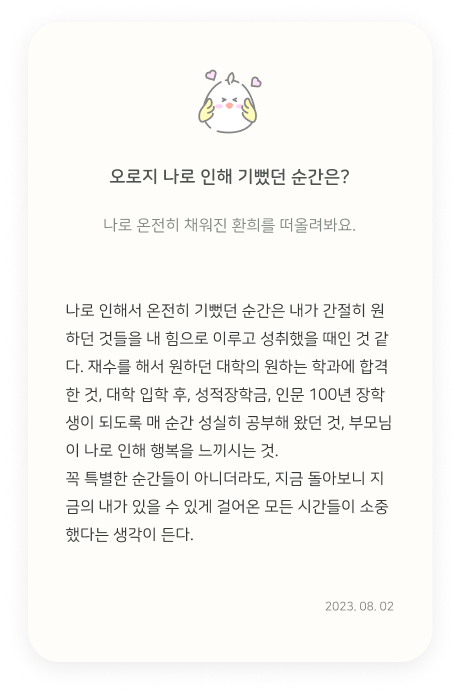 오로지 나로 인해 기뻤던 순간은?
나로 온전히 채워진 환희를 떠올려봐요.
나로 인해서 온전히 기뻤던 순간은 내가 간절히 원
하던 것들을 내 힘으로 이루고 성취했을 때인 것 같
다. 재수를 해서 원하던 대학의 원하는 학과에 합격
한 것, 대학 입학 후, 성적장학금, 인문 100년 장학
생이 되도록 매 순간 성실히 공부해 왔던 것, 부모님
이 나로 인해 행복을 느끼시는 것.
꼭 특별한 순간들이 아니더라도, 지금 돌아보니 지
금의 내가 있을 수 있게 걸어온 모든 시간들이 소중
했다는 생각이 든다.
2023. 08. 02